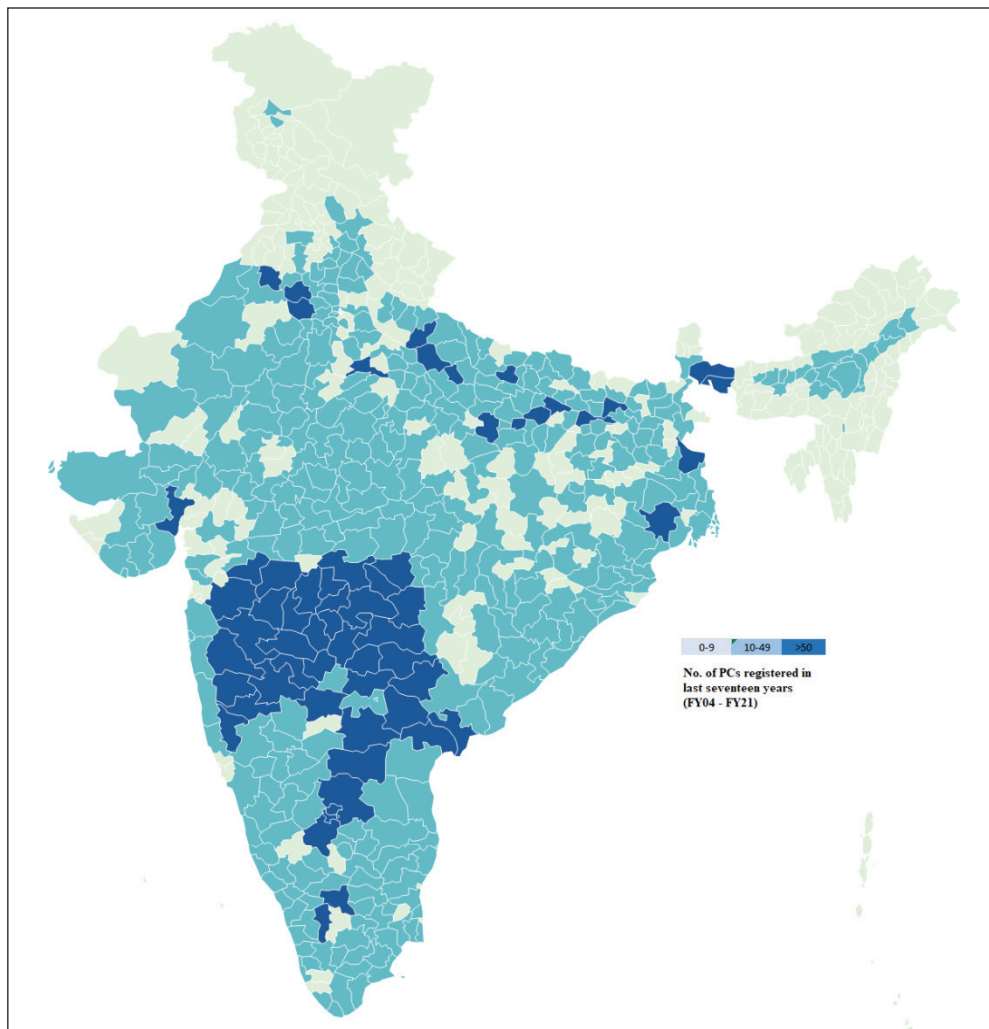 0-9 10-49 >50
No. of PCs registered in
last seventeen years
(FY04 - FY21)